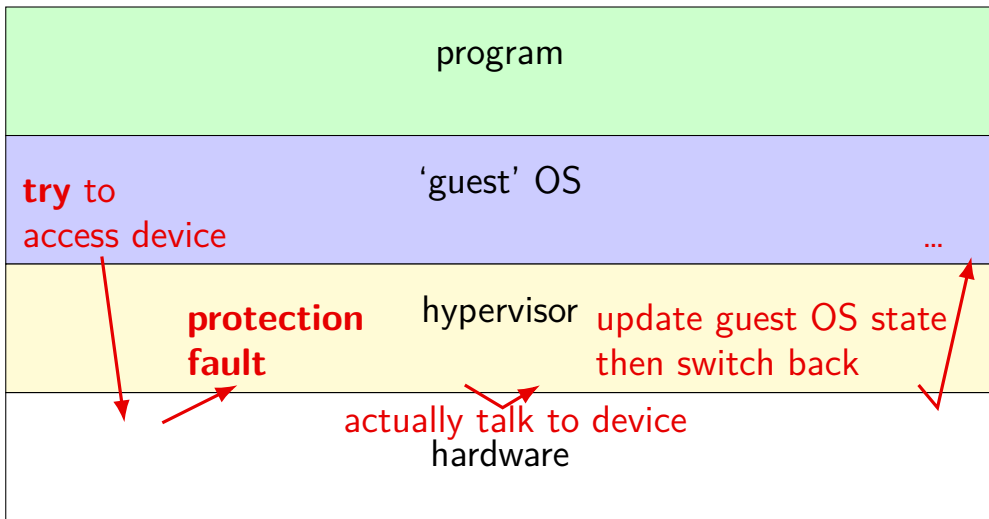 program
‘guest’ OS
try to
access device
...
hypervisor
protection
fault
update guest OS state
then switch back
actually talk to device
hardware